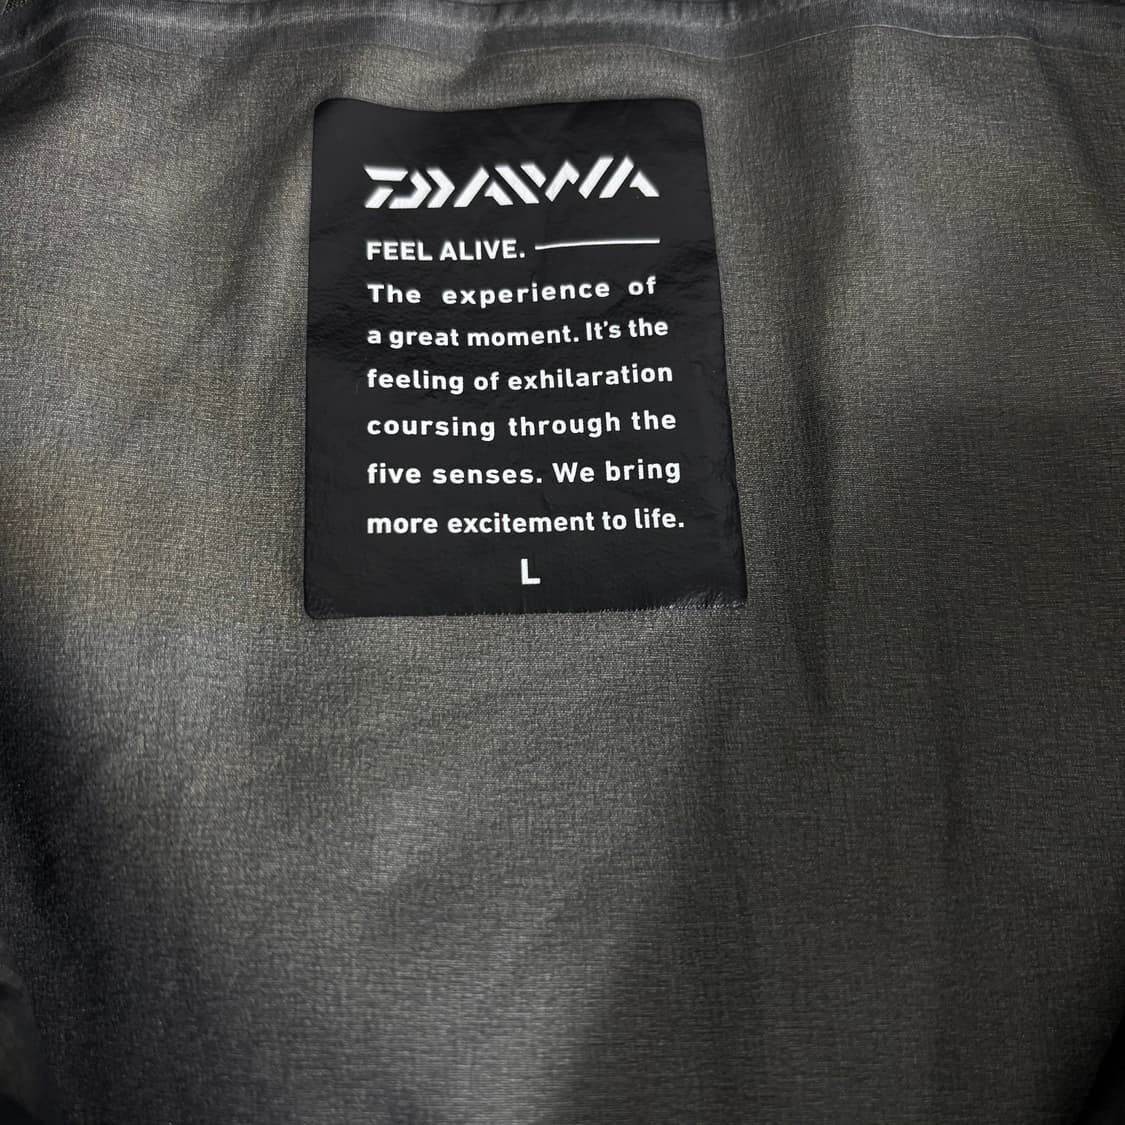 DAIWA
FEEL ALIVE.
The experience of
a great moment. It's the
feeling of exhilaration
coursing through the
five senses. We bring
more excitement to life.
L